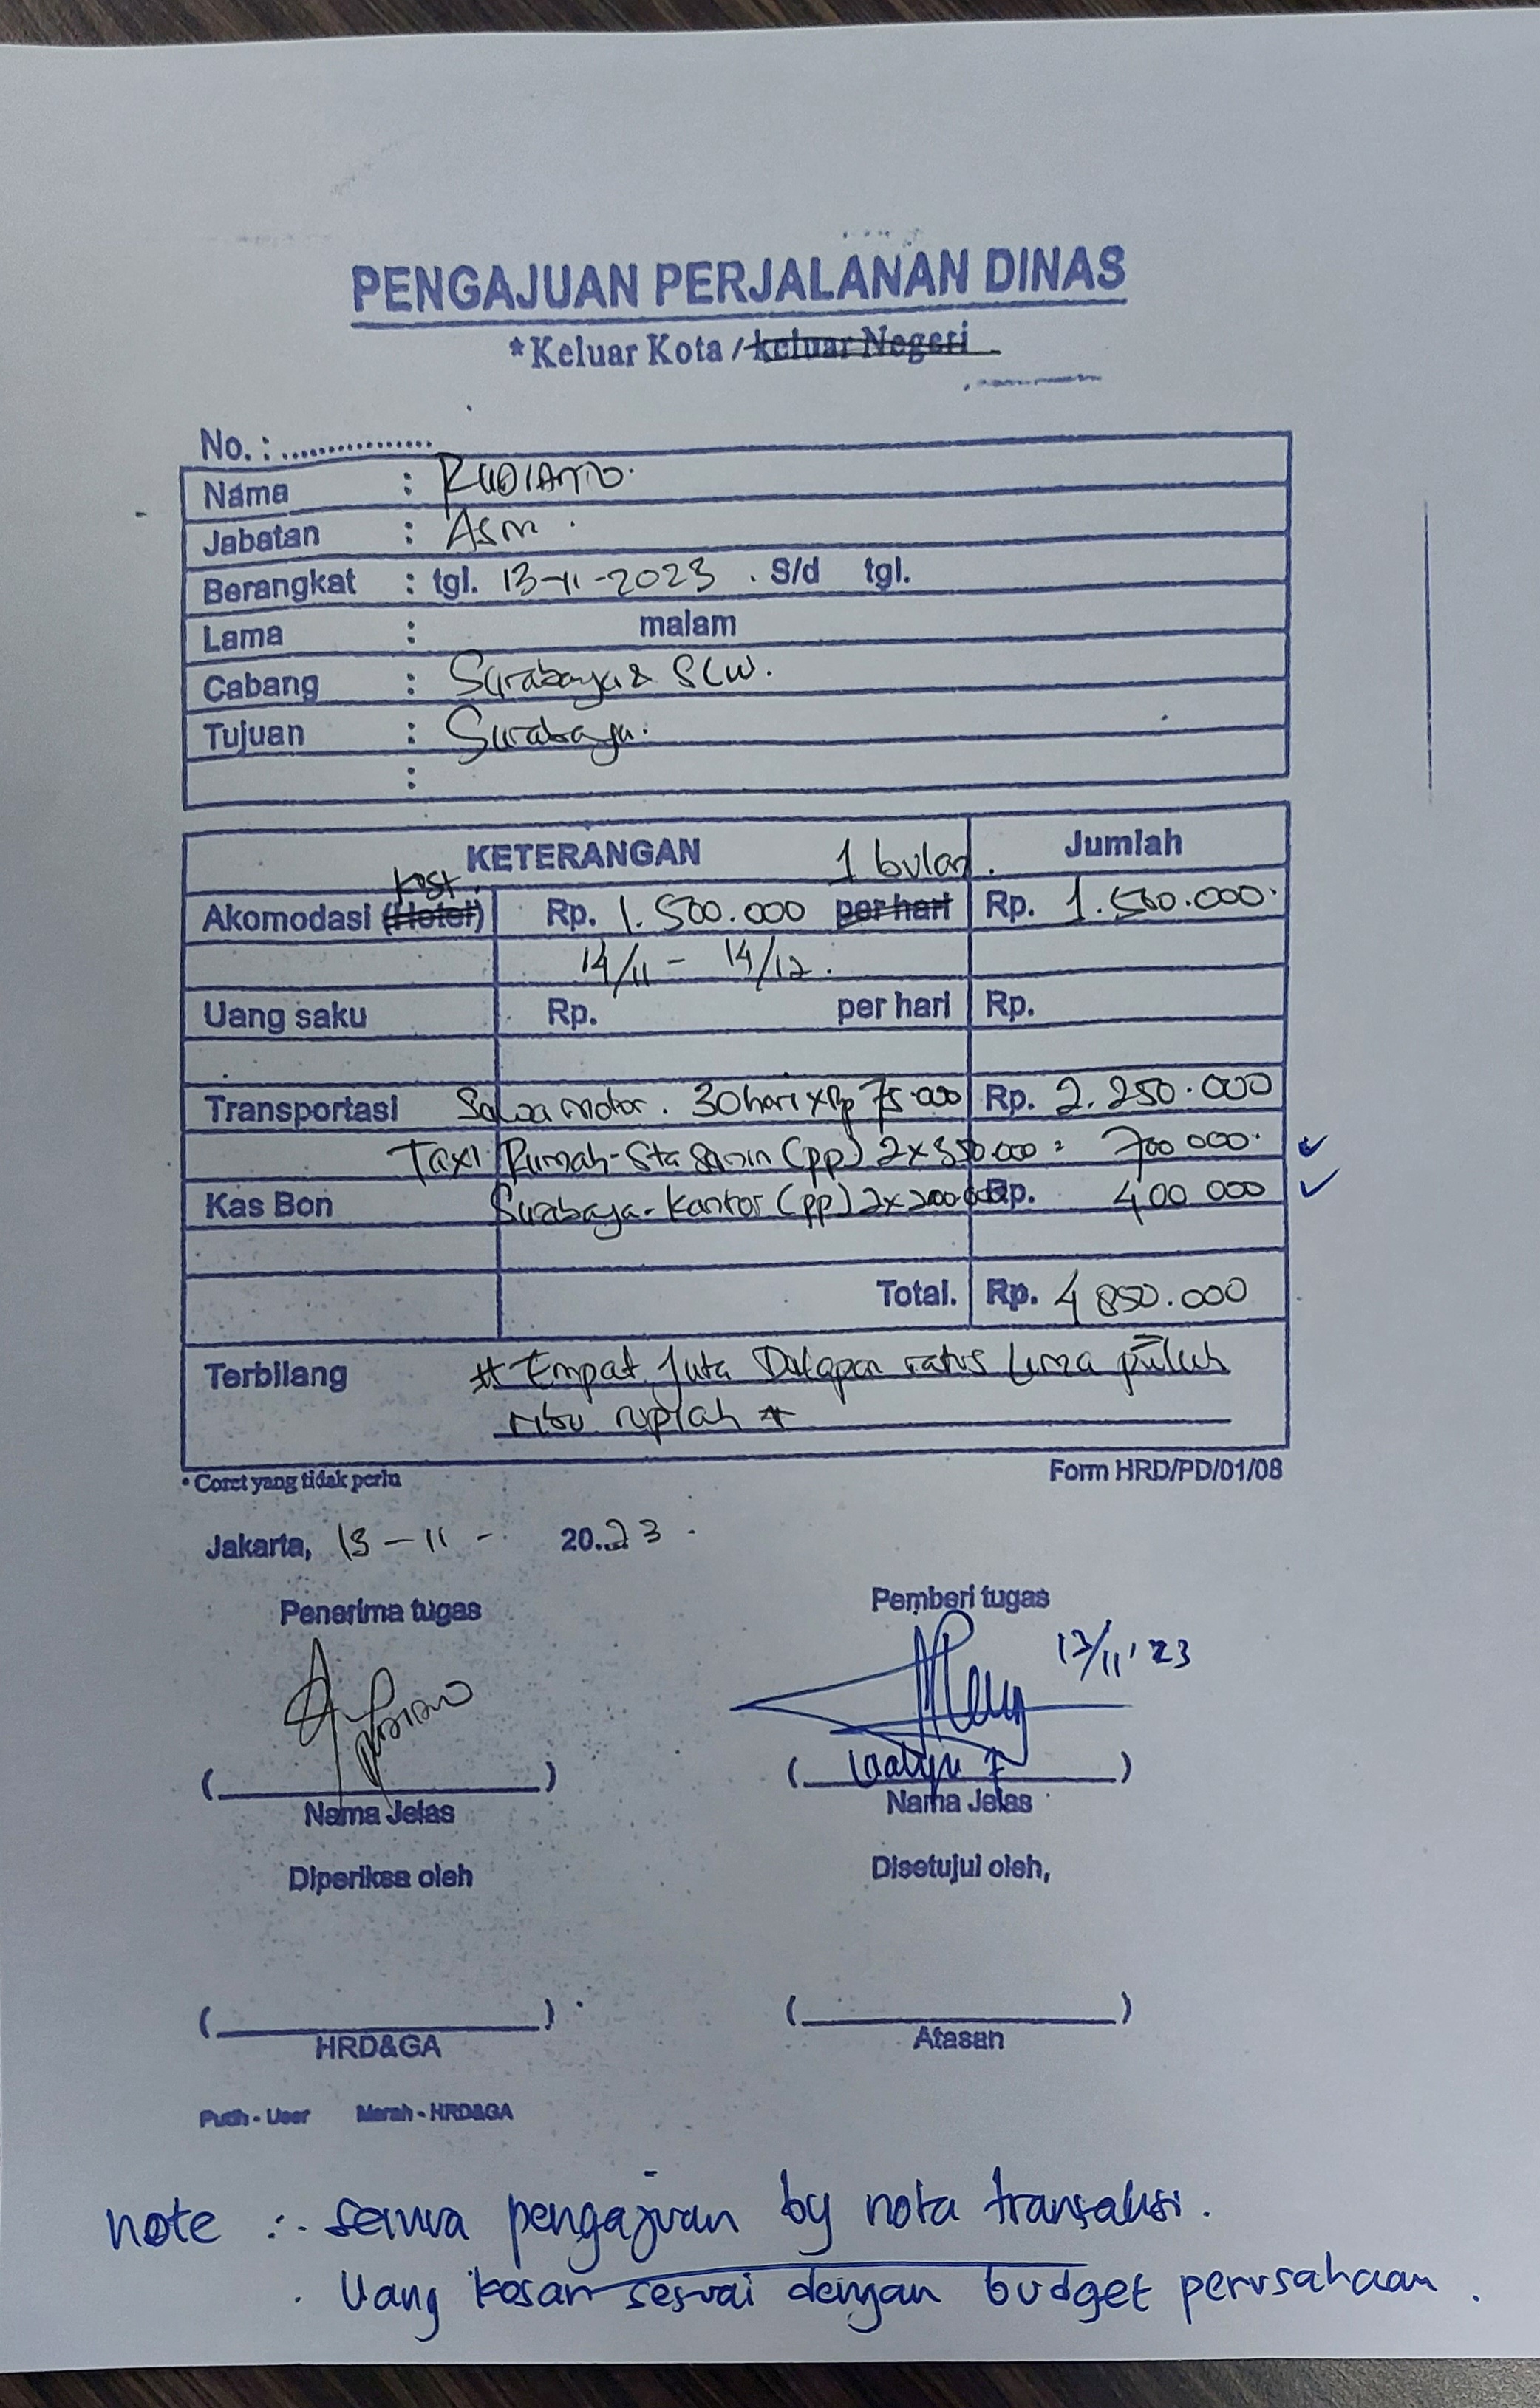 PENGAJUAN PERJALANAN DINAS
*Keluar Kota / keluar Negeri
No. : ................
Nama : RUDIANTO.
Jabatan : ASM.
Berangkat : tgl. 13-11-2023 . S/d tgl.
Lama : malam
Cabang : Surabaya & SLW.
Tujuan : Surabaya.
:
KETERANGAN 1 bulan. Jumlah
Kost
Akomodasi (Hotel) Rp. 1.500.000 per hari Rp. 1.500.000.
14/11 - 14/12.
Uang saku Rp. per hari Rp.
Transportasi Sewa motor. 30 hari x Rp 75.000 Rp. 2.250.000
Taxi Rumah-Sta Senin (pp) 2x350.000 = 700 000.
Kas Bon Surabaya-Kantor (pp) 2x200.000 Rp. 400 000
Total. Rp. 4 850.000
Terbilang # Empat Juta Delapan ratus lima puluh
ribu rupiah #
* Coret yang tidak perlu Form HRD/PD/01/08
Jakarta, 13-11- 20.23.
Penerima tugas Pemberi tugas
13/11 '23
( ) ( )
Nama Jelas Nama Jelas
Diperiksa oleh Disetujui oleh,
( ) ( )
HRD&GA Atasan
Putih - User Merah - HRD&GA
note : . semua pengajuan by nota transaksi.
. Uang kosan sesuai dengan budget perusahaan.